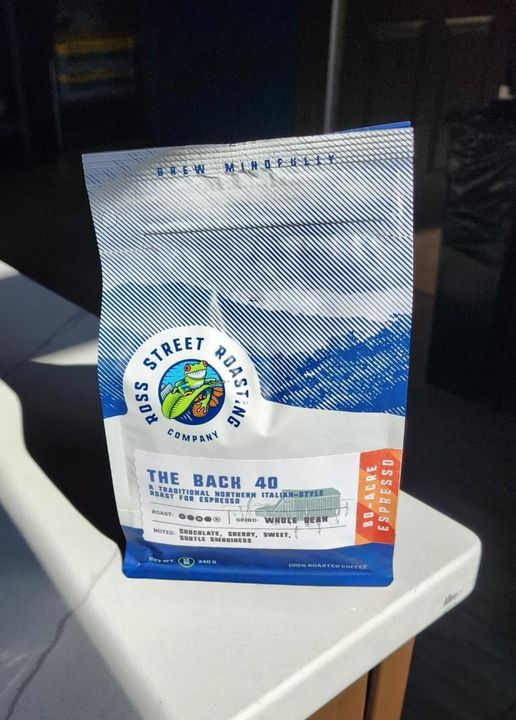 BREW MINDFULLY
ROSS STREET ROASTING
COMPANY
THE BACK 40
A TRADITIONAL NORTHERN ITALIAN-STYLE
ROAST FOR ESPRESSO
ROAST: GRIND: WHOLE BEAN
NOTES: CHOCOLATE, CHERRY, SWEET,
SUBTLE SMOKINESS
80-ACRE
ESPRESSO
NET WT. 340 G
100% ROASTED COFFEE